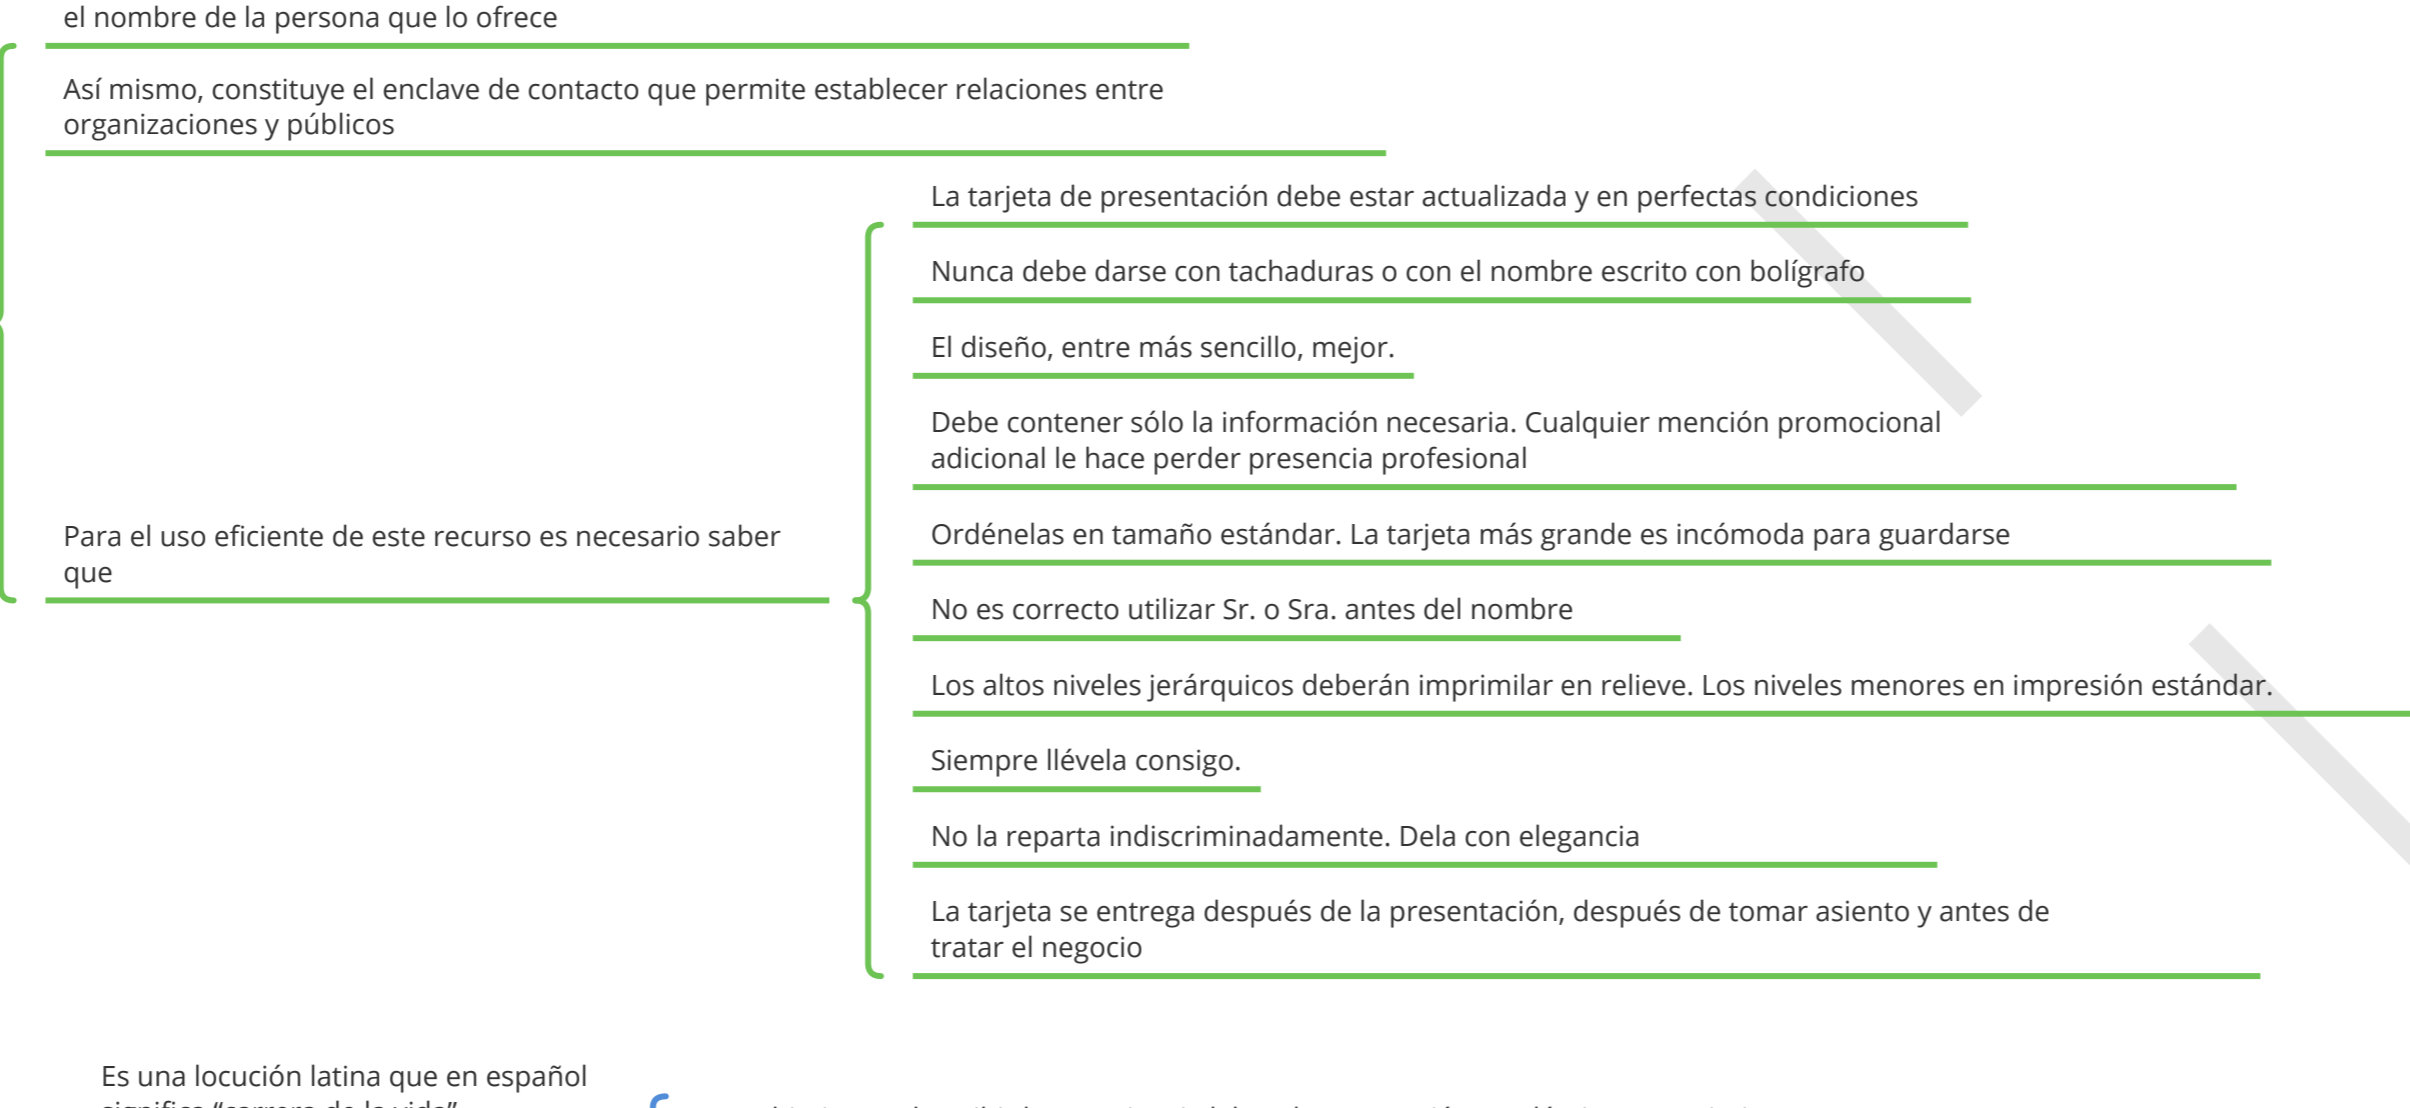 el nombre de la persona que lo ofrece
Así mismo, constituye el enclave de contacto que permite establecer relaciones entre
organizaciones y públicos
Para el uso eficiente de este recurso es necesario saber
que
La tarjeta de presentación debe estar actualizada y en perfectas condiciones
Nunca debe darse con tachaduras o con el nombre escrito con bolígrafo
El diseño, entre más sencillo, mejor.
Debe contener sólo la información necesaria. Cualquier mención promocional
adicional le hace perder presencia profesional
Ordénelas en tamaño estándar. La tarjeta más grande es incómoda para guardarse
No es correcto utilizar Sr. o Sra. antes del nombre
Los altos niveles jerárquicos deberán imprimilar en relieve. Los niveles menores en impresión estándar.
Siempre llévela consigo.
No la reparta indiscriminadamente. Dela con elegancia
La tarjeta se entrega después de la presentación, después de tomar asiento y antes de
tratar el negocio
Es una locución latina que en español
significa “carrera de la vida”